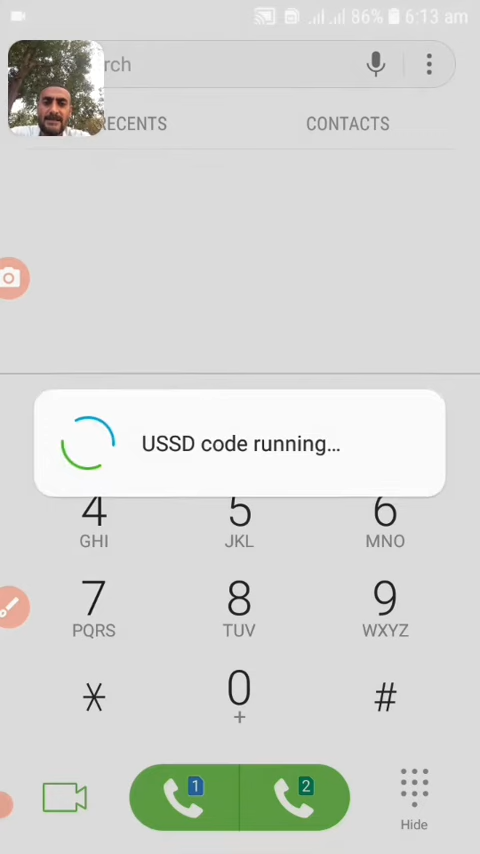 86% 6:13 am
rch
RECENTS CONTACTS
USSD code running...
4 5 6
GHI JKL MNO
7 8 9
PQRS TUV WXYZ
* 0 #
+
1 2
Hide